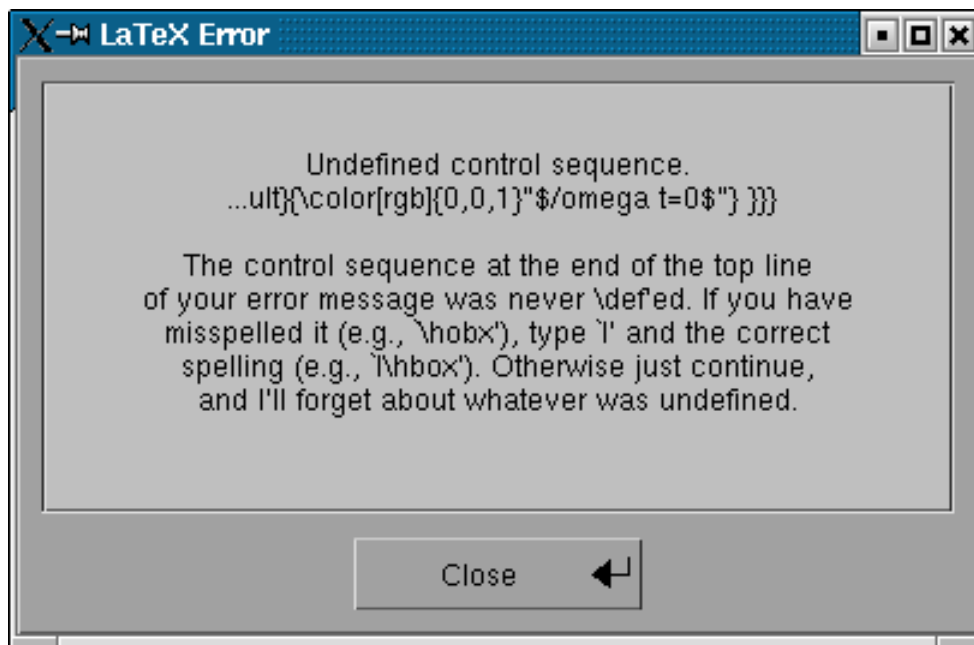 LaTeX Error
Undefined control sequence.
...ult}{\color[rgb]{0,0,1}"$/omega t=0$"} }}}
The control sequence at the end of the top line
of your error message was never \def'ed. If you have
misspelled it (e.g., `\hobx'), type `I' and the correct
spelling (e.g., `I\hbox'). Otherwise just continue,
and I'll forget about whatever was undefined.
Close